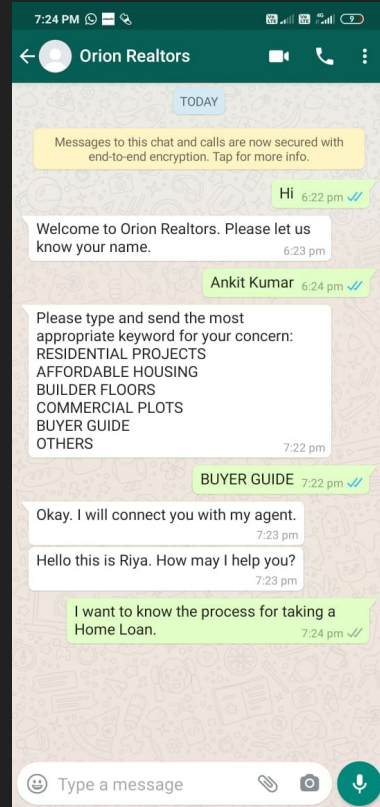 7:24 PM
4G
9
Orion Realtors
TODAY
Messages to this chat and calls are now secured with
end-to-end encryption. Tap for more info.
Hi 6:22 pm
Welcome to Orion Realtors. Please let us
know your name. 6:23 pm
Ankit Kumar 6:24 pm
Please type and send the most
appropriate keyword for your concern:
RESIDENTIAL PROJECTS
AFFORDABLE HOUSING
BUILDER FLOORS
COMMERCIAL PLOTS
BUYER GUIDE
OTHERS 7:22 pm
BUYER GUIDE 7:22 pm
Okay. I will connect you with my agent.
7:23 pm
Hello this is Riya. How may I help you?
7:23 pm
I want to know the process for taking a
Home Loan. 7:24 pm
Type a message